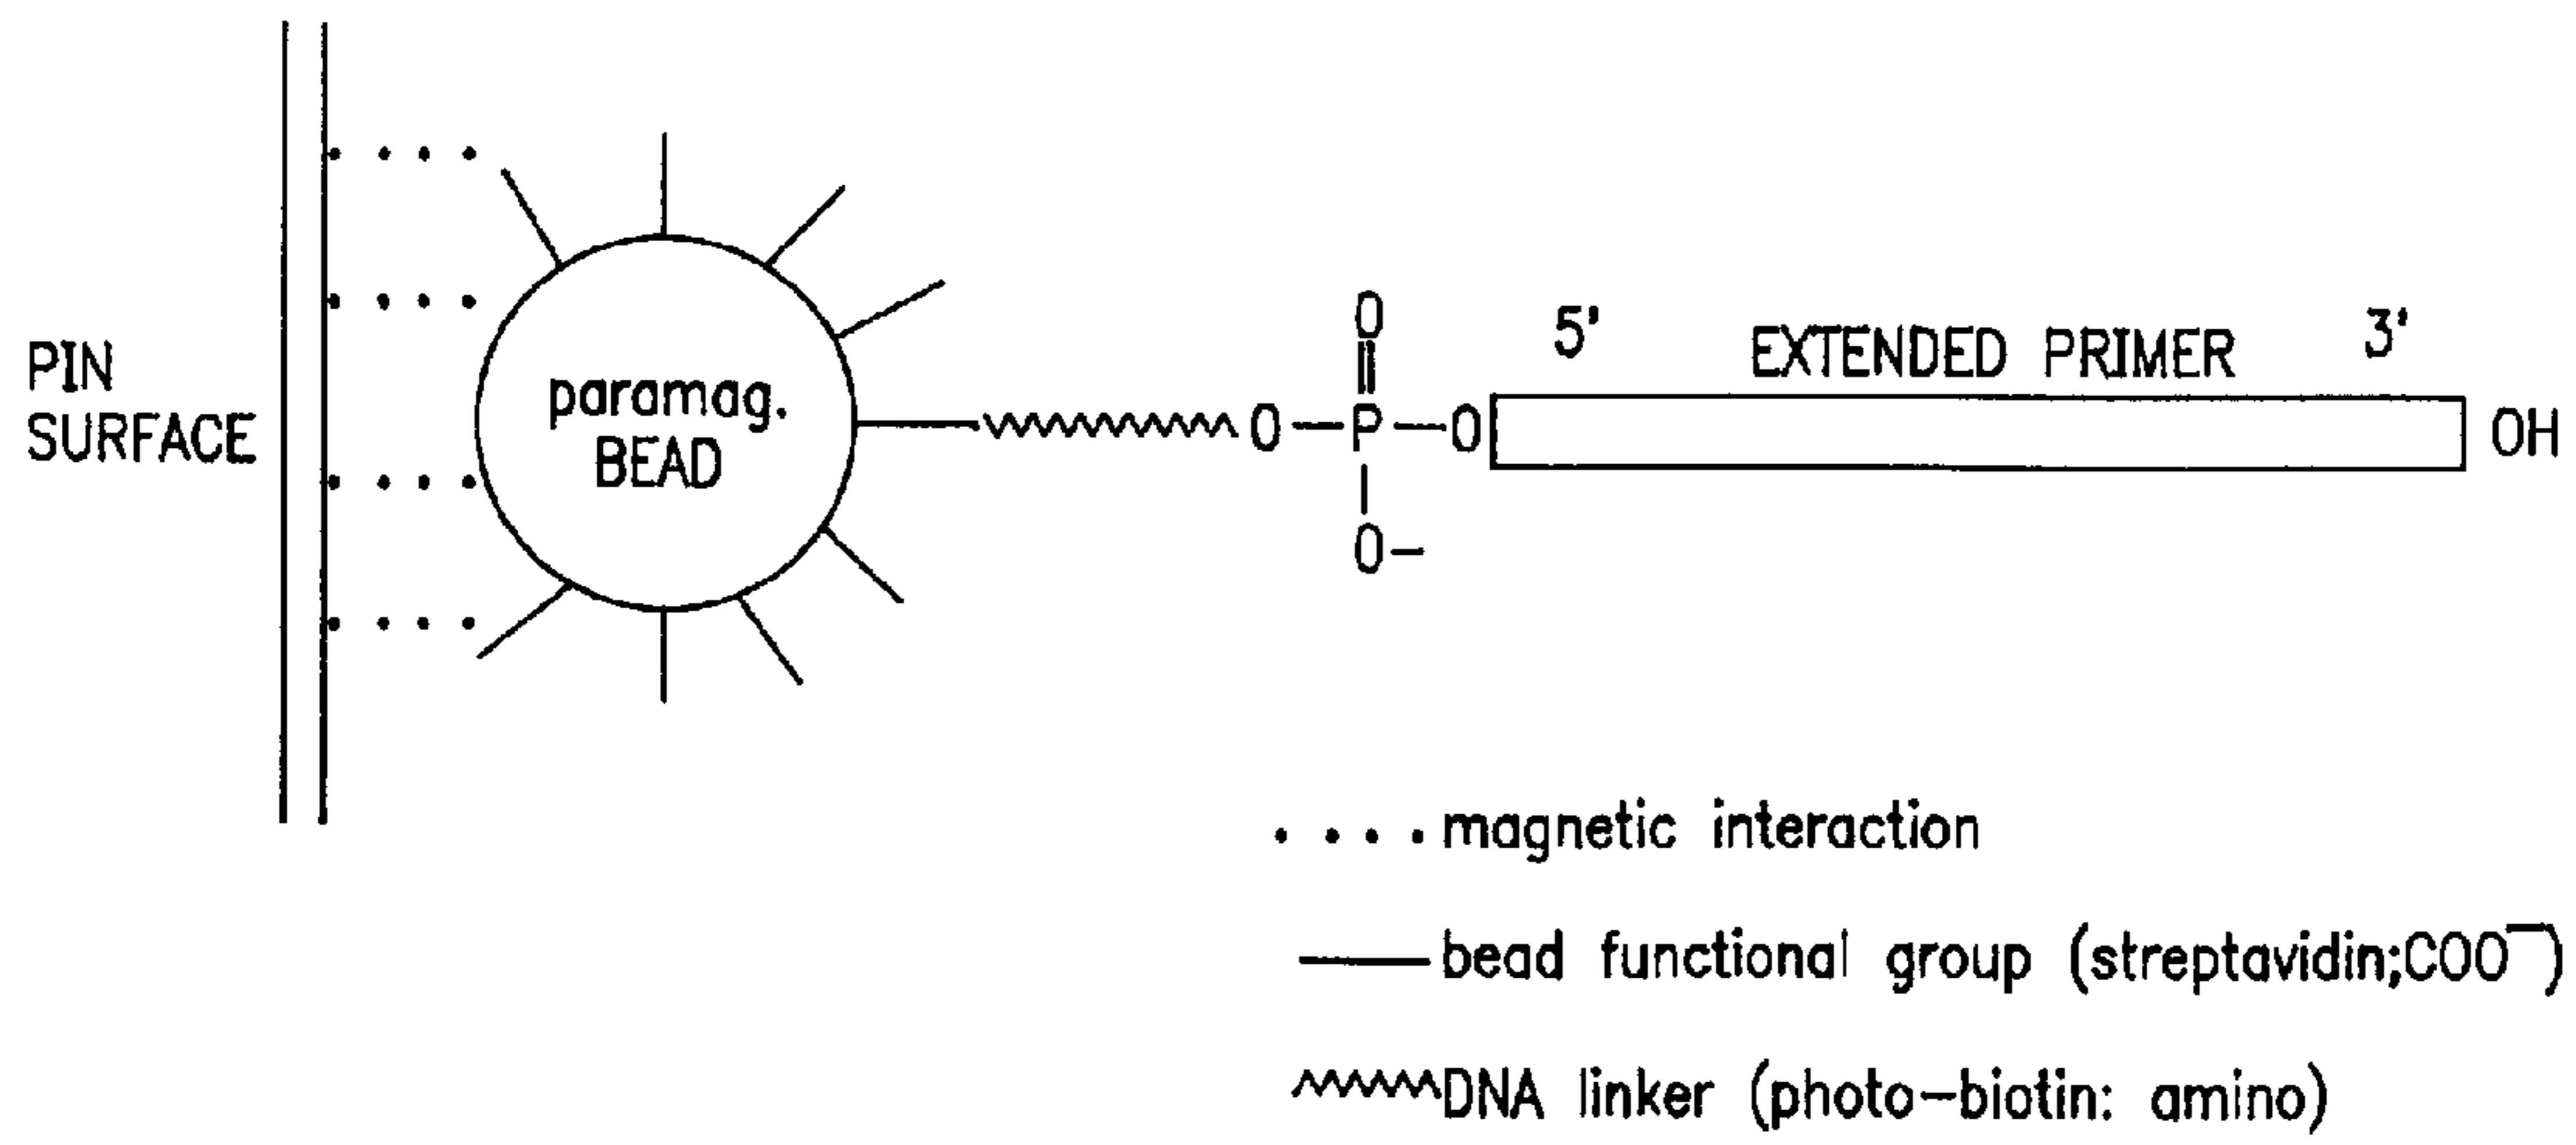 PIN
SURFACE
paramag.
BEAD
O
O–P–O
O–
5' EXTENDED PRIMER 3'
OH
. . . . magnetic interaction
bead functional group (streptavidin;COO⁻)
DNA linker (photo-biotin: amino)